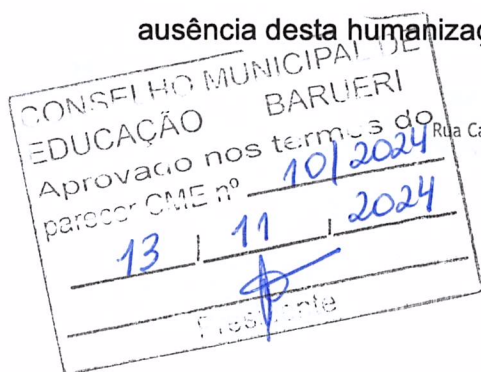 ausência desta humanizaç
CONSELHO MUNICIPAL DE
EDUCAÇÃO BARUERI
Aprovado nos termos do
Rua Ca
parecer CME nº 10/2024
13 / 11 / 2024
Presidente